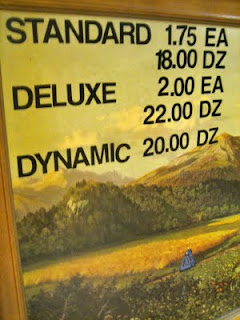 STANDARD 1.75 EA
18.00 DZ
DELUXE 2.00 EA
22.00 DZ
DYNAMIC 20.00 DZ